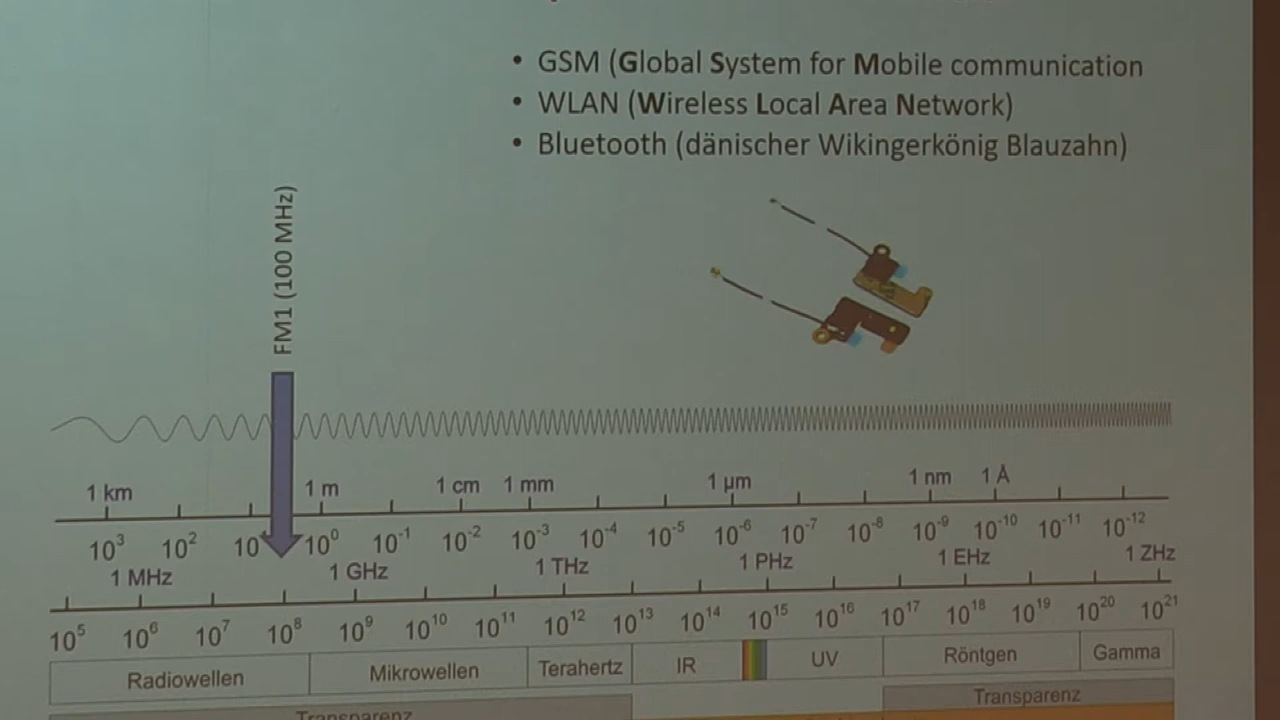 • GSM (Global System for Mobile communication
• WLAN (Wireless Local Area Network)
• Bluetooth (dänischer Wikingerkönig Blauzahn)
FM1 (100 MHz)
1 km 1 m 1 cm 1 mm 1 µm 1 nm 1 Å
10³ 10² 10 10⁰ 10⁻¹ 10⁻² 10⁻³ 10⁻⁴ 10⁻⁵ 10⁻⁶ 10⁻⁷ 10⁻⁸ 10⁻⁹ 10⁻¹⁰ 10⁻¹¹ 10⁻¹²
1 MHz 1 GHz 1 THz 1 PHz 1 EHz 1 ZHz
10⁵ 10⁶ 10⁷ 10⁸ 10⁹ 10¹⁰ 10¹¹ 10¹² 10¹³ 10¹⁴ 10¹⁵ 10¹⁶ 10¹⁷ 10¹⁸ 10¹⁹ 10²⁰ 10²¹
Radiowellen Mikrowellen Terahertz IR UV Röntgen Gamma
Transparenz Transparenz